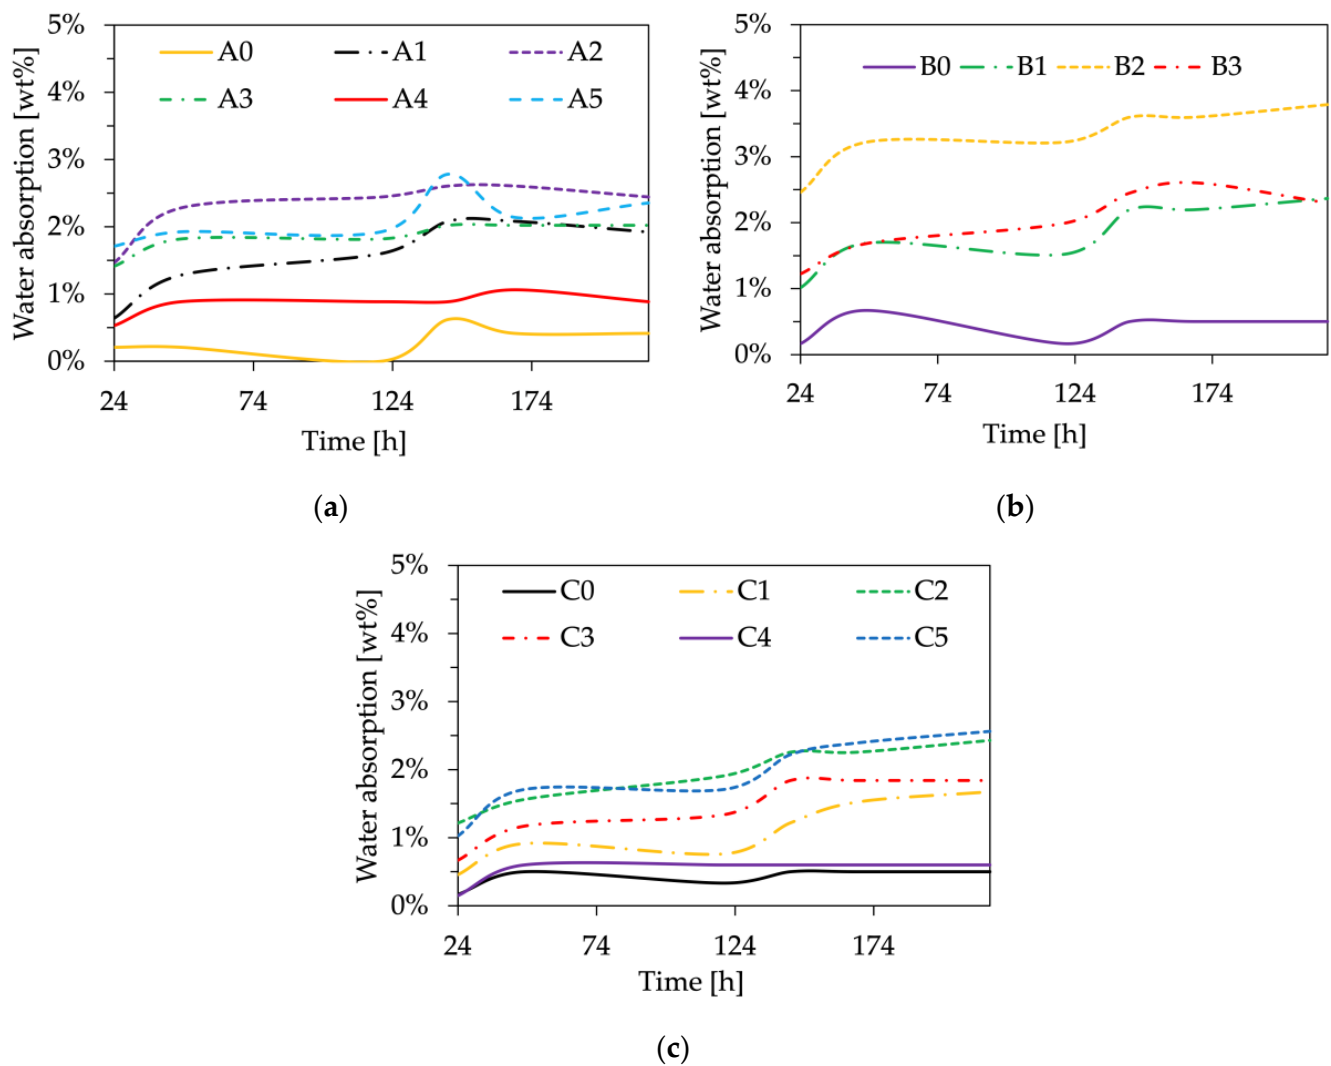 Water absorption [wt%]
5%
4%
3%
2%
1%
0%
A0 A1 A2
A3 A4 A5
24 74 124 174
Time [h]
(a)
Water absorption [wt%]
5%
4%
3%
2%
1%
0%
B0 B1 B2 B3
24 74 124 174
Time [h]
(b)
Water absorption [wt%]
5%
4%
3%
2%
1%
0%
C0 C1 C2
C3 C4 C5
24 74 124 174
Time [h]
(c)